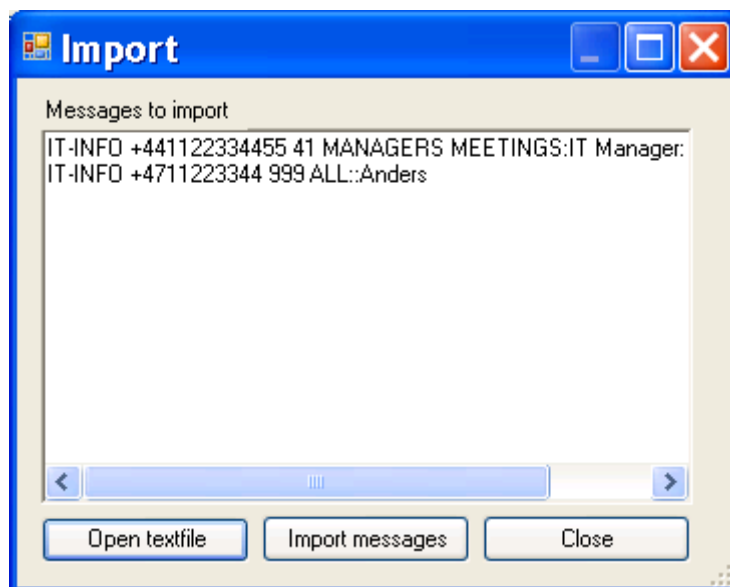 Import
Messages to import
IT-INFO +441122334455 41 MANAGERS MEETINGS:IT Manager:
IT-INFO +4711223344 999 ALL::Anders
Open textfile Import messages Close